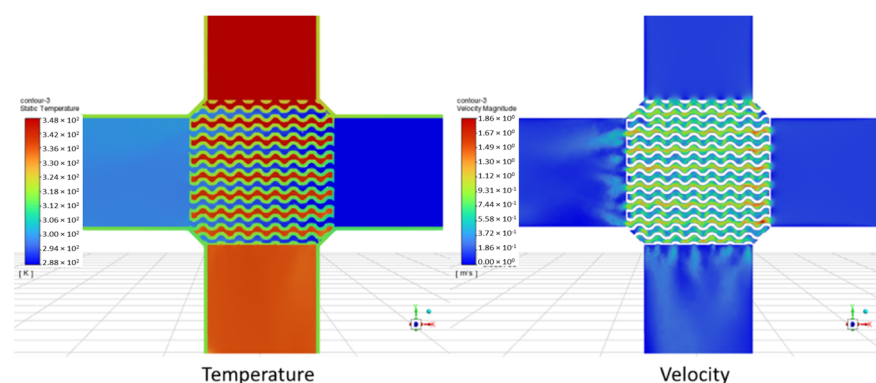 contour-3
Static Temperature
3.48 × 10²
3.42 × 10²
3.36 × 10²
3.30 × 10²
3.24 × 10²
3.18 × 10²
3.12 × 10²
3.06 × 10²
3.00 × 10²
2.94 × 10²
2.88 × 10²
[ K ]
Temperature
contour-3
Velocity Magnitude
1.86 × 10⁰
1.68 × 10⁰
1.49 × 10⁰
1.30 × 10⁰
1.12 × 10⁰
9.31 × 10⁻¹
7.44 × 10⁻¹
5.58 × 10⁻¹
3.72 × 10⁻¹
1.86 × 10⁻¹
0.00 × 10⁰
[ m/s ]
Velocity